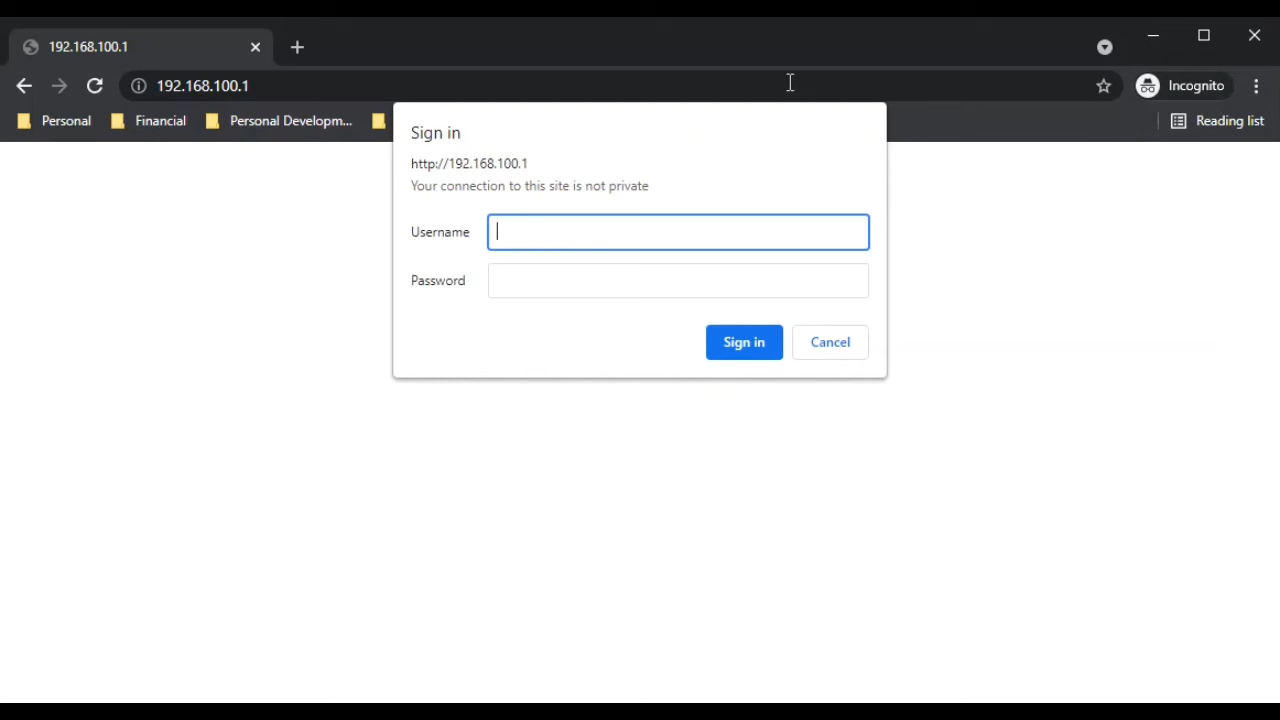 192.168.100.1
192.168.100.1
Incognito
Personal
Financial
Personal Developm...
Reading list
Sign in
http://192.168.100.1
Your connection to this site is not private
Username
Password
Sign in
Cancel